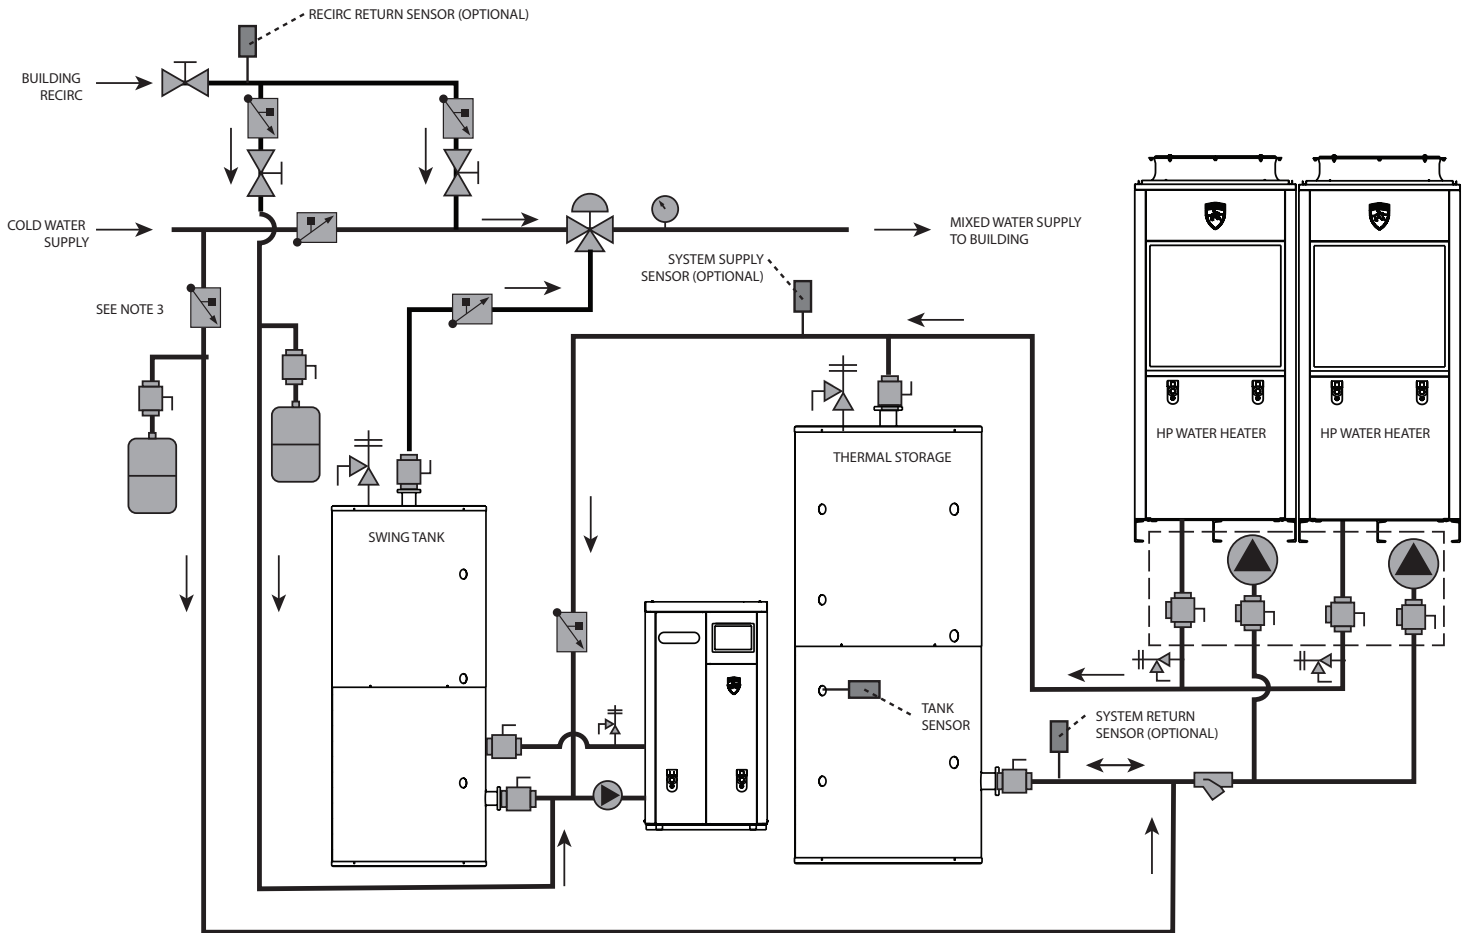 RECIRC RETURN SENSOR (OPTIONAL)
BUILDING
RECIRC
COLD WATER
SUPPLY
MIXED WATER SUPPLY
TO BUILDING
SYSTEM SUPPLY
SENSOR (OPTIONAL)
SEE NOTE 3
HP WATER HEATER
HP WATER HEATER
THERMAL STORAGE
SWING TANK
TANK
SENSOR
SYSTEM RETURN
SENSOR (OPTIONAL)